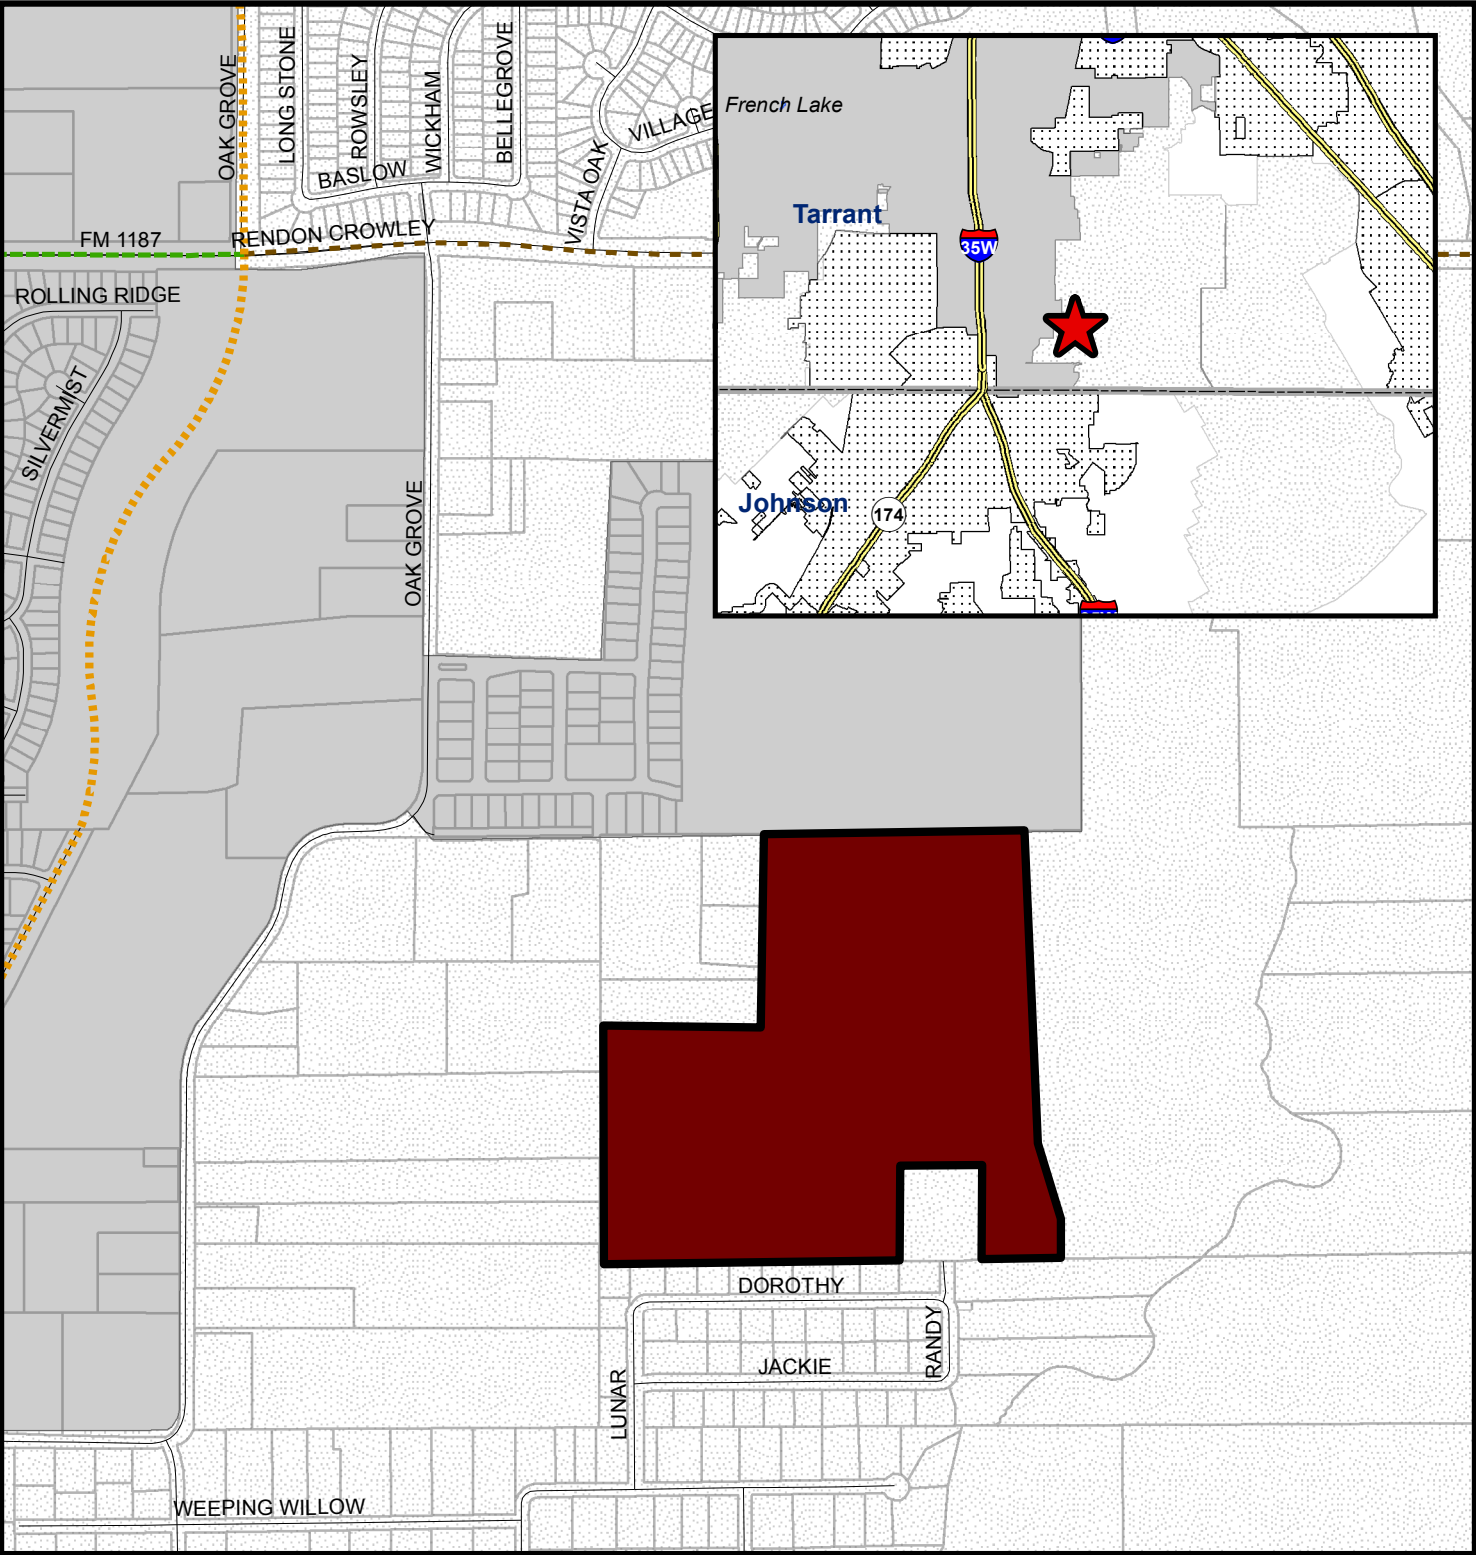 OAK GROVE
LONG STONE
ROWSLEY
WICKHAM
BELLEGROVE
BASLOW
VISTA OAK
VILLAGE
FM 1187
RENDON CROWLEY
ROLLING RIDGE
SILVERMIST
OAK GROVE
French Lake
Tarrant
35W
Johnson
174
DOROTHY
JACKIE
RANDY
LUNAR
WEEPING WILLOW